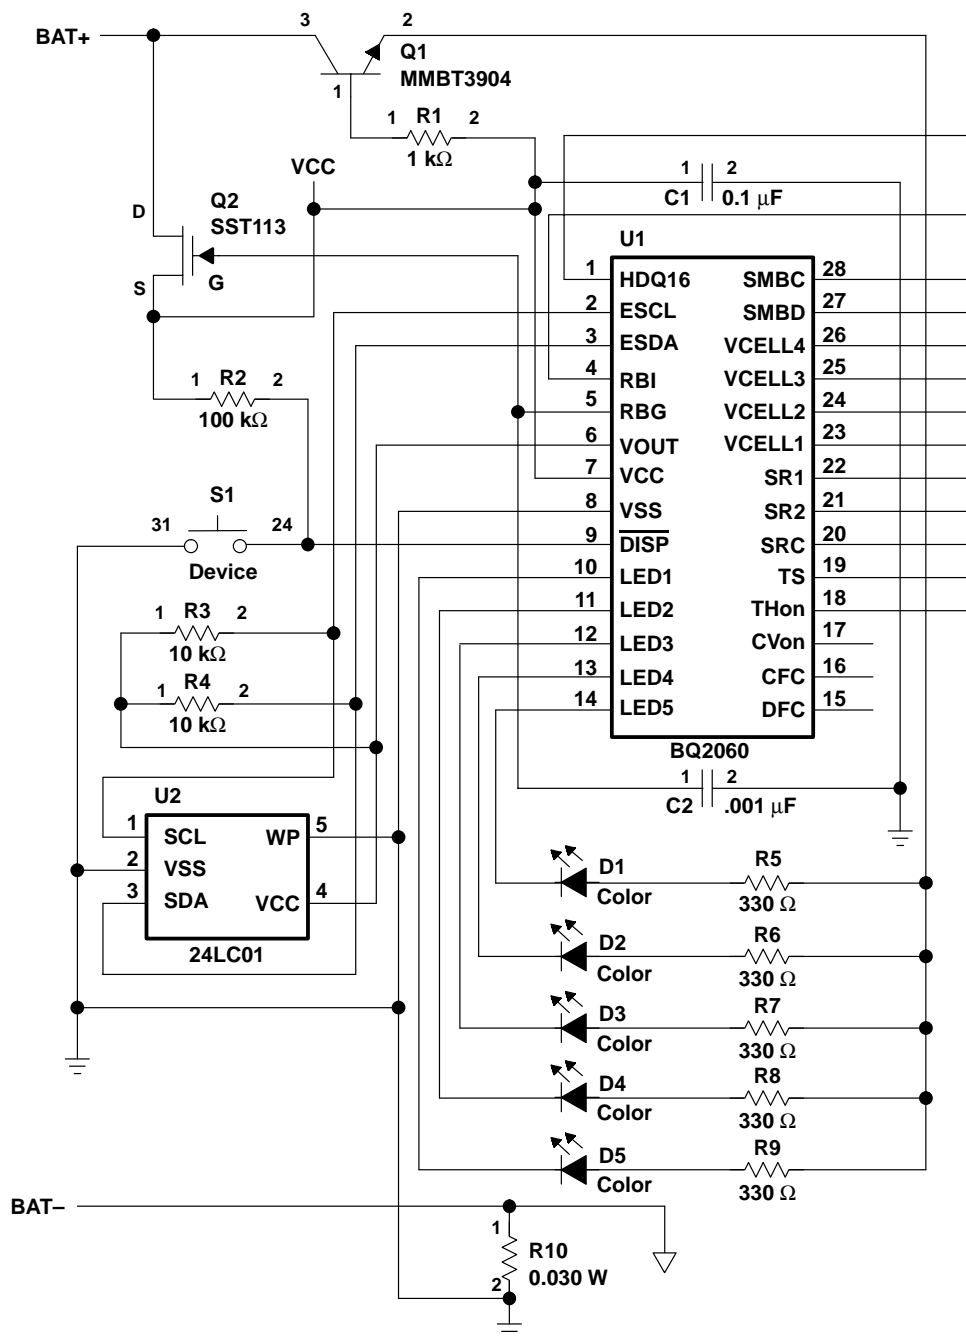 3 2
BAT+
Q1
MMBT3904
1
1 R1 2
1 kΩ
VCC
1 2
C1 0.1 μF
Q2
SST113
D
S G
U1
1 HDQ16 SMBC 28
2 ESCL SMBD 27
3 ESDA VCELL4 26
4 RBI VCELL3 25
5 RBG VCELL2 24
6 VOUT VCELL1 23
7 VCC SR1 22
8 VSS SR2 21
9 DISP SRC 20
10 LED1 TS 19
11 LED2 THon 18
12 LED3 CVon 17
13 LED4 CFC 16
14 LED5 DFC 15
BQ2060
1 R2 2
100 kΩ
S1
31 24
Device
1 R3 2
10 kΩ
1 R4 2
10 kΩ
1 2
C2 .001 μF
U2
1 SCL WP 5
2 VSS
3 SDA VCC 4
24LC01
D1 R5
Color 330 Ω
D2 R6
Color 330 Ω
D3 R7
Color 330 Ω
D4 R8
Color 330 Ω
D5 R9
Color 330 Ω
BAT–
1
R10
0.030 W
2